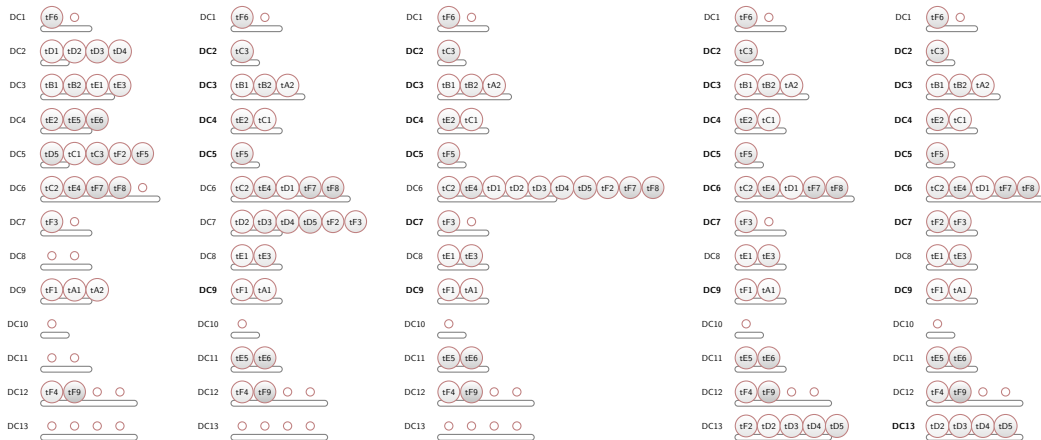 DC1 tF6 DC1 tF6 DC1 tF6 DC1 tF6 DC1 tF6
DC2 tD1 tD2 tD3 tD4 DC2 tC3 DC2 tC3 DC2 tC3 DC2 tC3
DC3 tB1 tB2 tE1 tE3 DC3 tB1 tB2 tA2 DC3 tB1 tB2 tA2 DC3 tB1 tB2 tA2 DC3 tB1 tB2 tA2
DC4 tE2 tE5 tE6 DC4 tE2 tC1 DC4 tE2 tC1 DC4 tE2 tC1 DC4 tE2 tC1
DC5 tD5 tC1 tC3 tF2 tF5 DC5 tF5 DC5 tF5 DC5 tF5 DC5 tF5
DC6 tC2 tE4 tF7 tF8 DC6 tC2 tE4 tD1 tF7 tF8 DC6 tC2 tE4 tD1 tD2 tD3 tD4 tD5 tF2 tF7 tF8 DC6 tC2 tE4 tD1 tF7 tF8 DC6 tC2 tE4 tD1 tF7 tF8
DC7 tF3 DC7 tD2 tD3 tD4 tD5 tF2 tF3 DC7 tF3 DC7 tF3 DC7 tF2 tF3
DC8 DC8 tE1 tE3 DC8 tE1 tE3 DC8 tE1 tE3 DC8 tE1 tE3
DC9 tF1 tA1 tA2 DC9 tF1 tA1 DC9 tF1 tA1 DC9 tF1 tA1 DC9 tF1 tA1
DC10 DC10 DC10 DC10 DC10
DC11 DC11 tE5 tE6 DC11 tE5 tE6 DC11 tE5 tE6 DC11 tE5 tE6
DC12 tF4 tF9 DC12 tF4 tF9 DC12 tF4 tF9 DC12 tF4 tF9 DC12 tF4 tF9
DC13 DC13 DC13 DC13 tF2 tD2 tD3 tD4 tD5 DC13 tD2 tD3 tD4 tD5